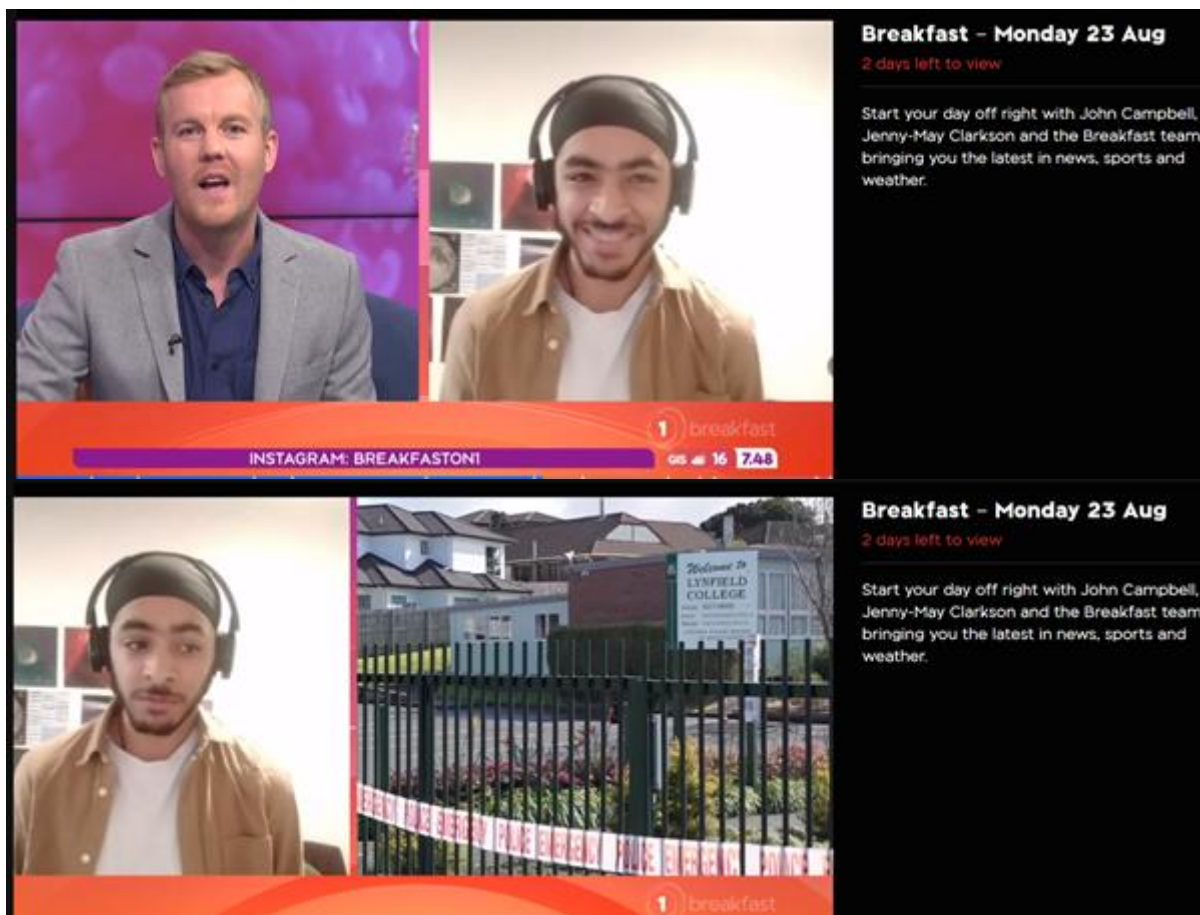 Breakfast - Monday 23 Aug
2 days left to view
Start your day off right with John Campbell,
Jenny-May Clarkson and the Breakfast team
bringing you the latest in news, sports and
weather.
1 breakfast
INSTAGRAM: BREAKFASTON1
GIS 16 7.48
Breakfast - Monday 23 Aug
2 days left to view
Start your day off right with John Campbell,
Jenny-May Clarkson and the Breakfast team
bringing you the latest in news, sports and
weather.
Welcome to
LYNFIELD
COLLEGE
POLICE EMERGENCY POLICE EMERGENCY POLICE
1 breakfast